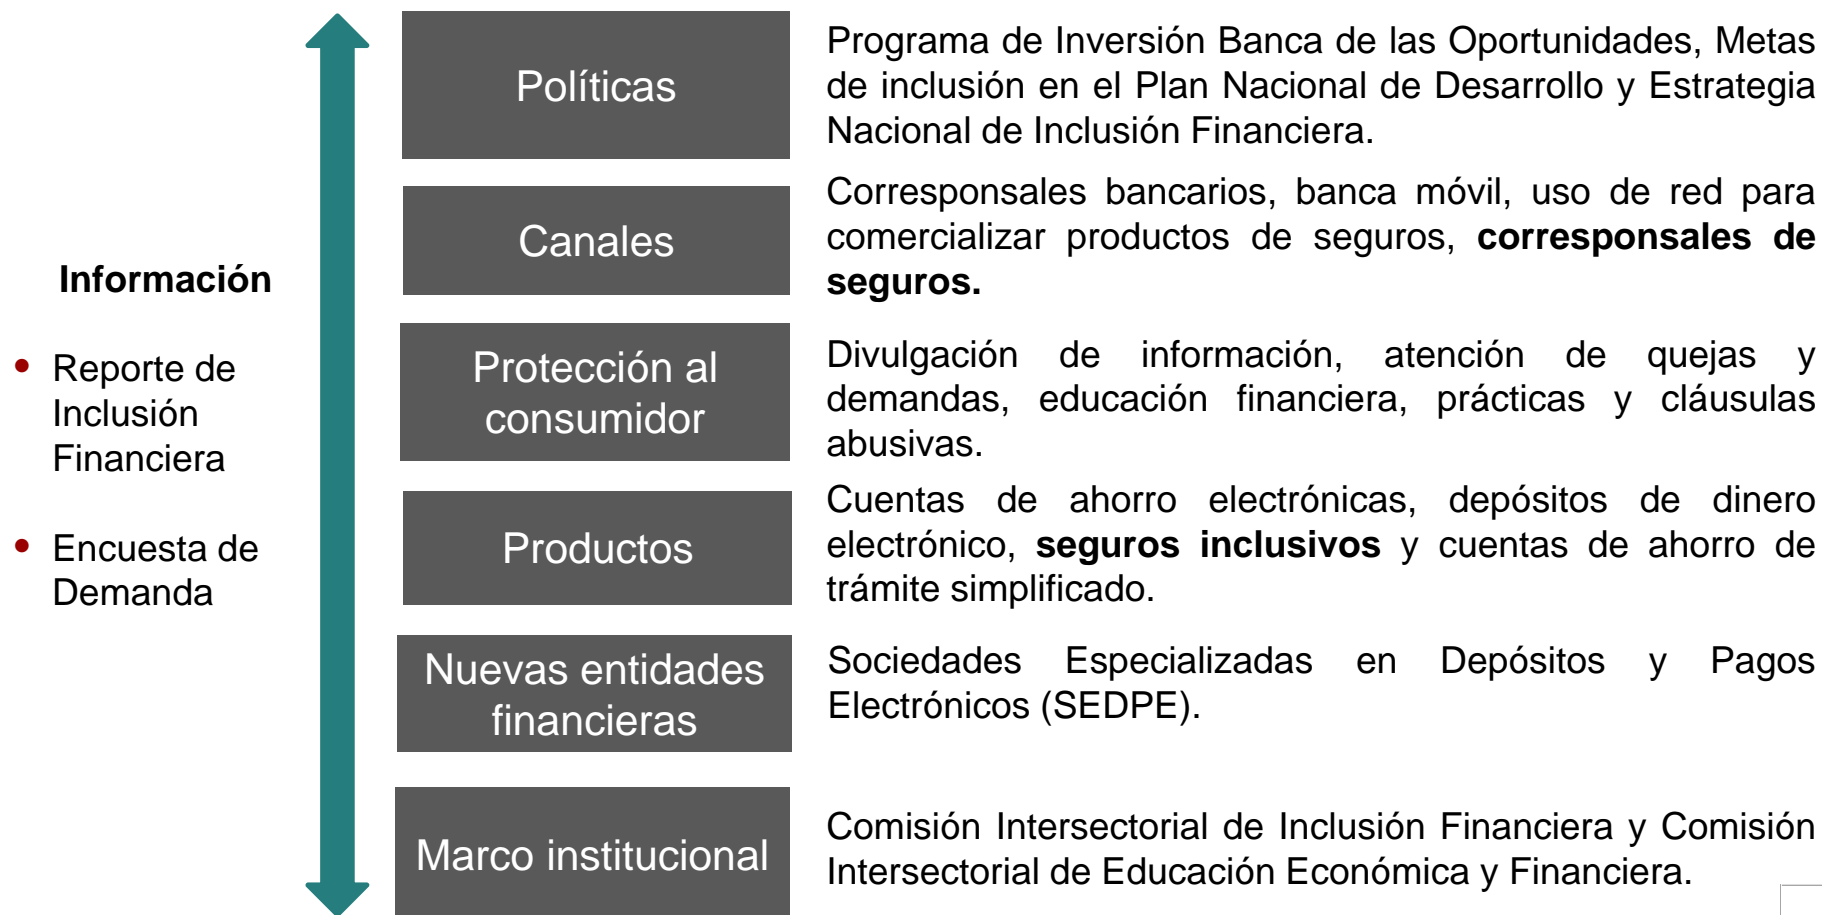 Información
Reporte de
Inclusión
Financiera
Encuesta de
Demanda
Políticas
Programa de Inversión Banca de las Oportunidades, Metas
de inclusión en el Plan Nacional de Desarrollo y Estrategia
Nacional de Inclusión Financiera.
Canales
Corresponsales bancarios, banca móvil, uso de red para
comercializar productos de seguros, corresponsales de
seguros.
Protección al
consumidor
Divulgación de información, atención de quejas y
demandas, educación financiera, prácticas y cláusulas
abusivas.
Productos
Cuentas de ahorro electrónicas, depósitos de dinero
electrónico, seguros inclusivos y cuentas de ahorro de
trámite simplificado.
Nuevas entidades
financieras
Sociedades Especializadas en Depósitos y Pagos
Electrónicos (SEDPE).
Marco institucional
Comisión Intersectorial de Inclusión Financiera y Comisión
Intersectorial de Educación Económica y Financiera.